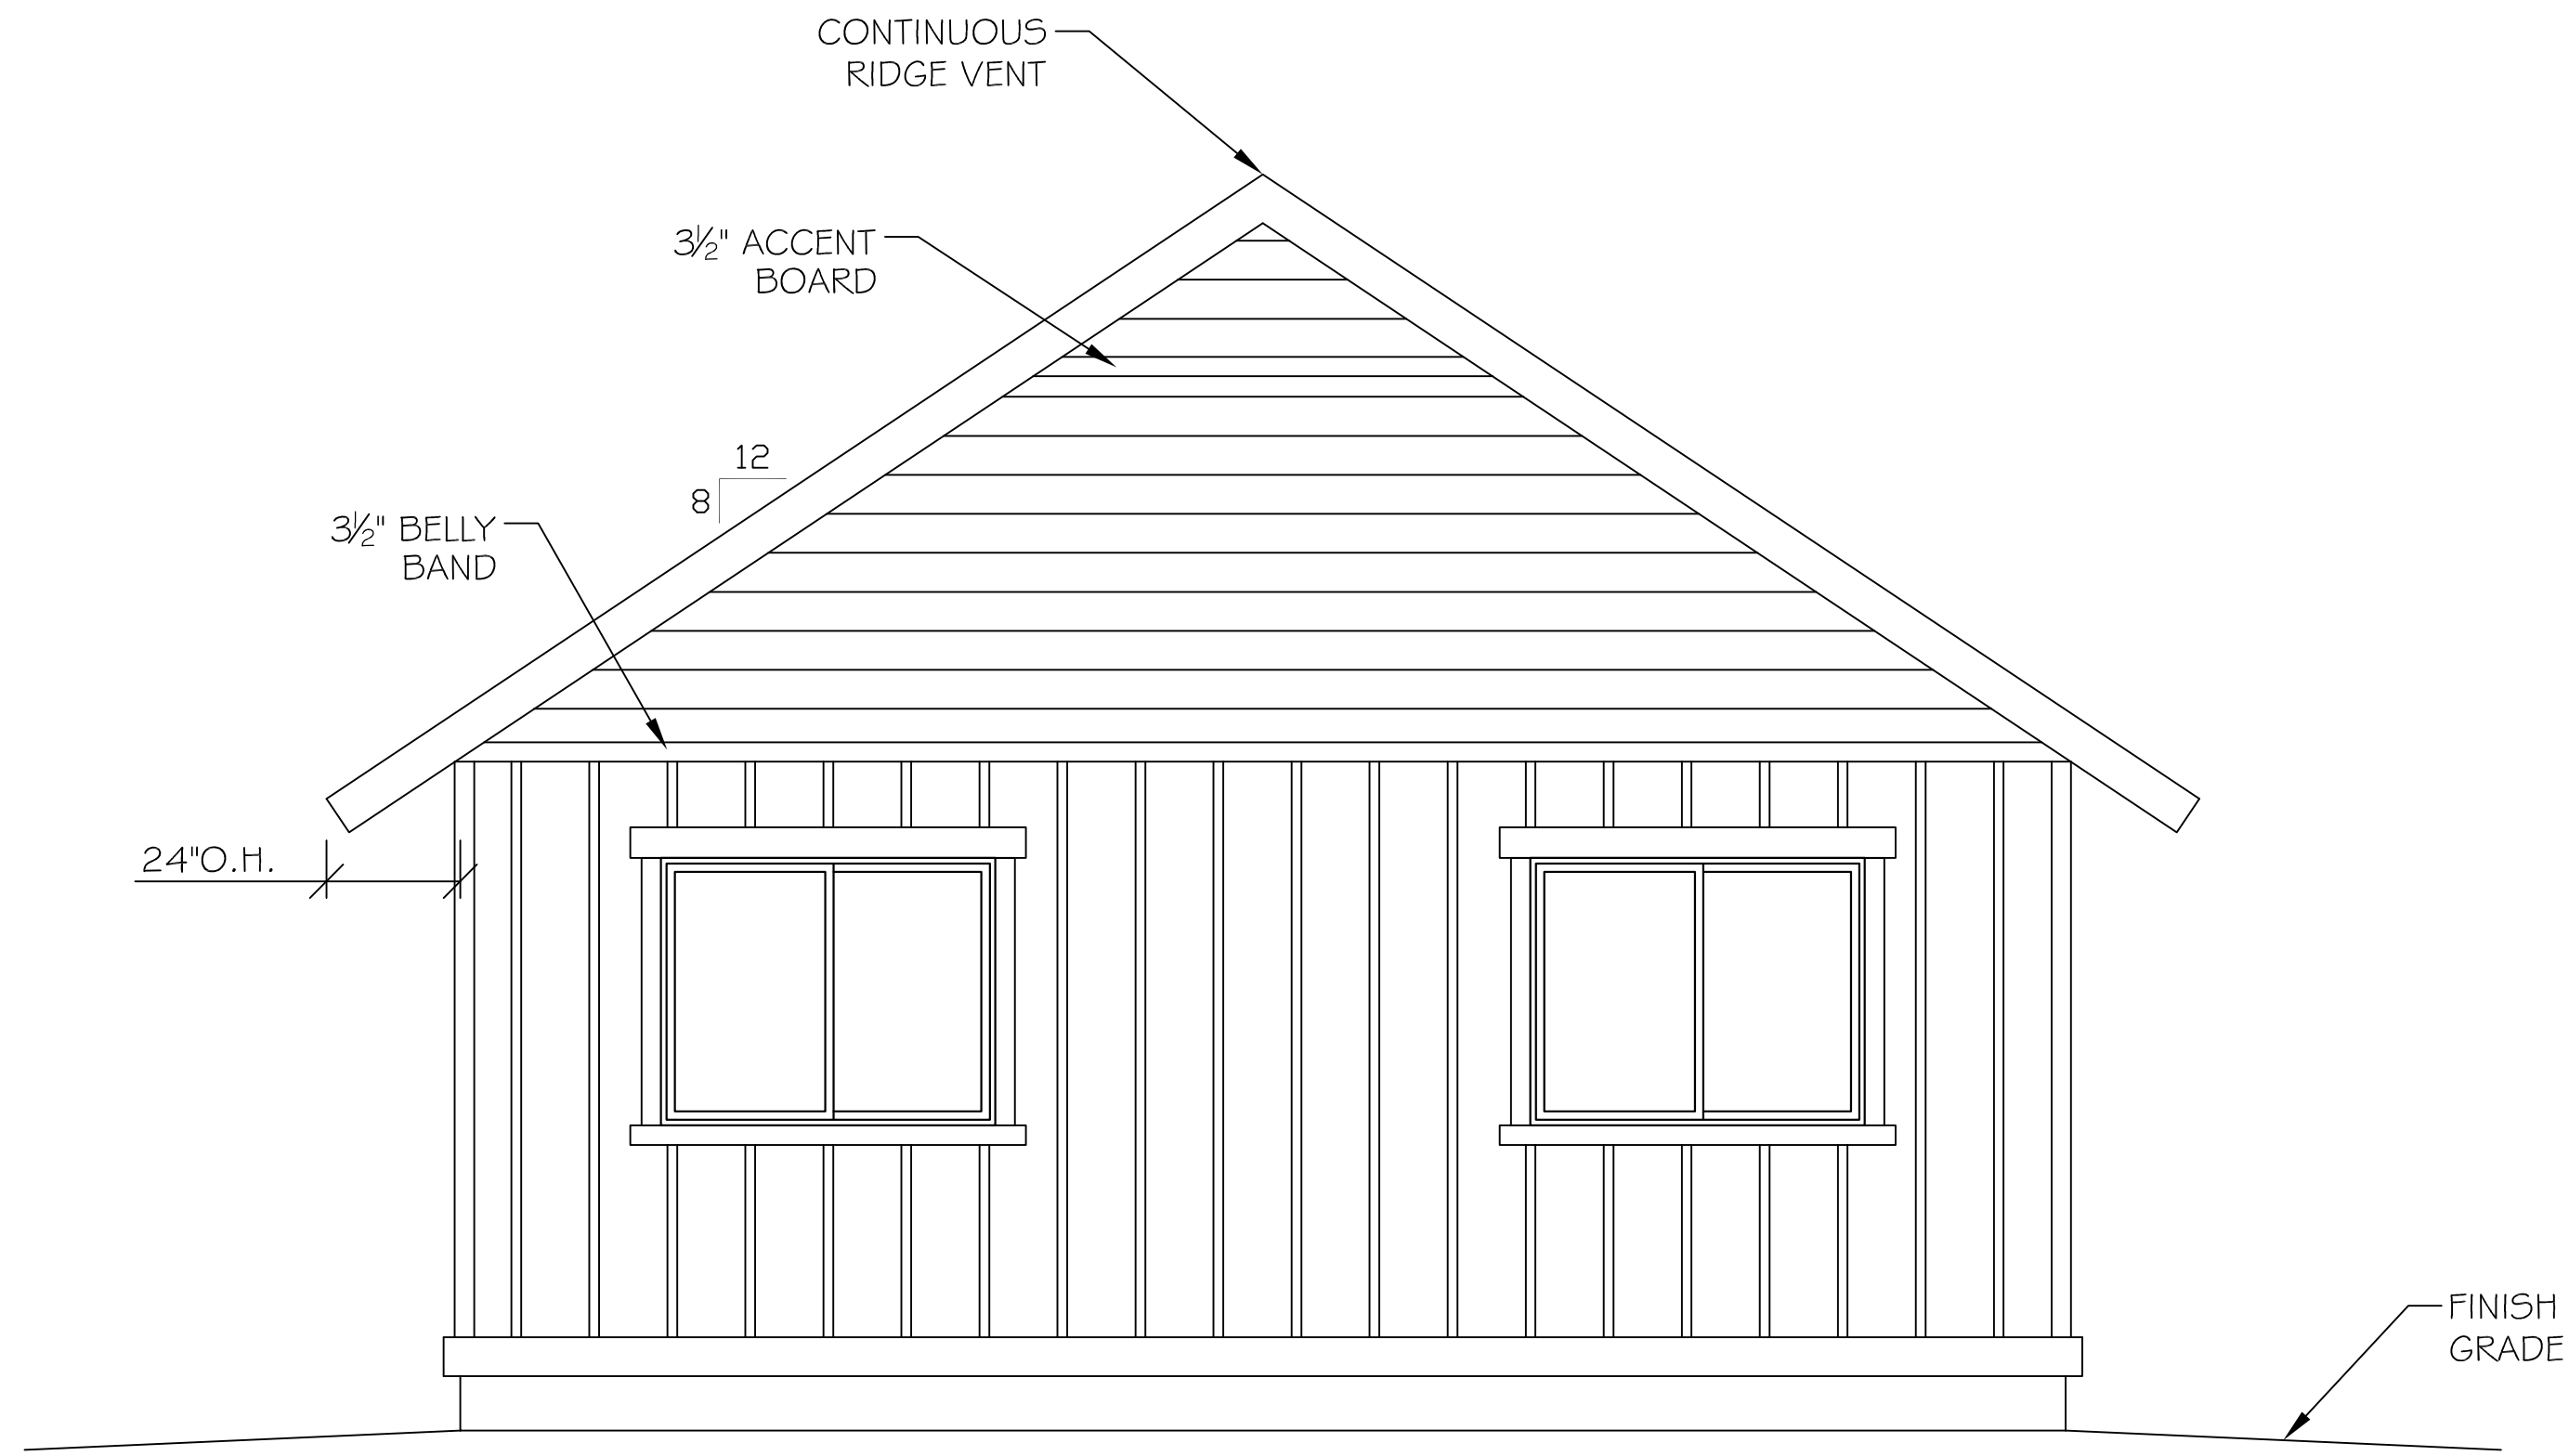 CONTINUOUS
RIDGE VENT
3½" ACCENT
BOARD
12
8
3½" BELLY
BAND
24"O.H.
FINISH
GRADE